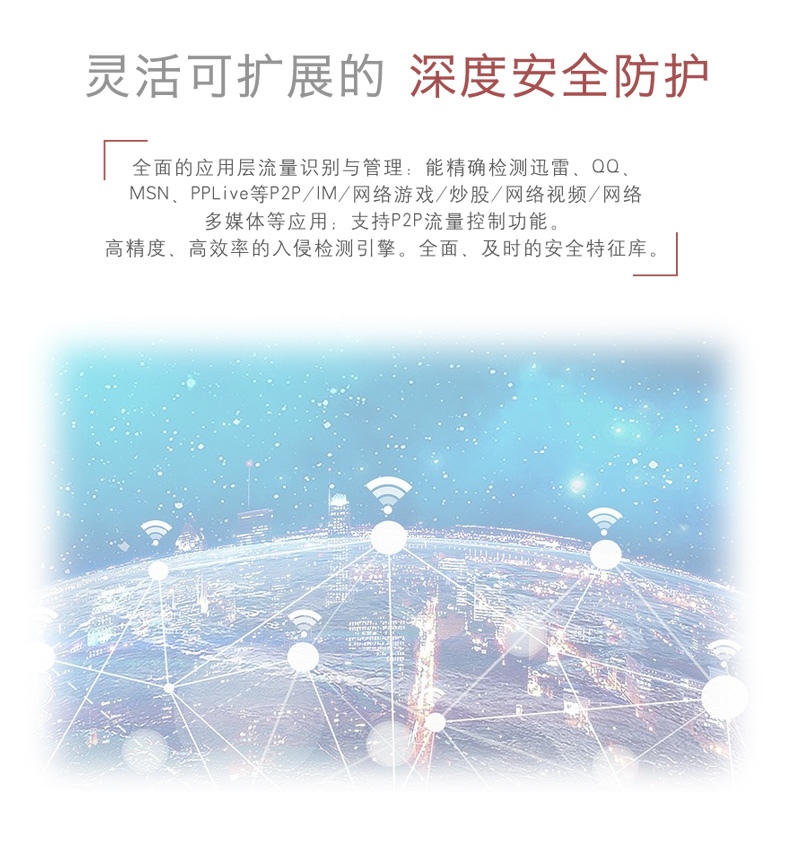 灵活可扩展的 深度安全防护
全面的应用层流量识别与管理：能精确检测迅雷、QQ、
MSN、PPLive等P2P/IM/网络游戏/炒股/网络视频/网络
多媒体等应用；支持P2P流量控制功能。
高精度、高效率的入侵检测引擎。全面、及时的安全特征库。